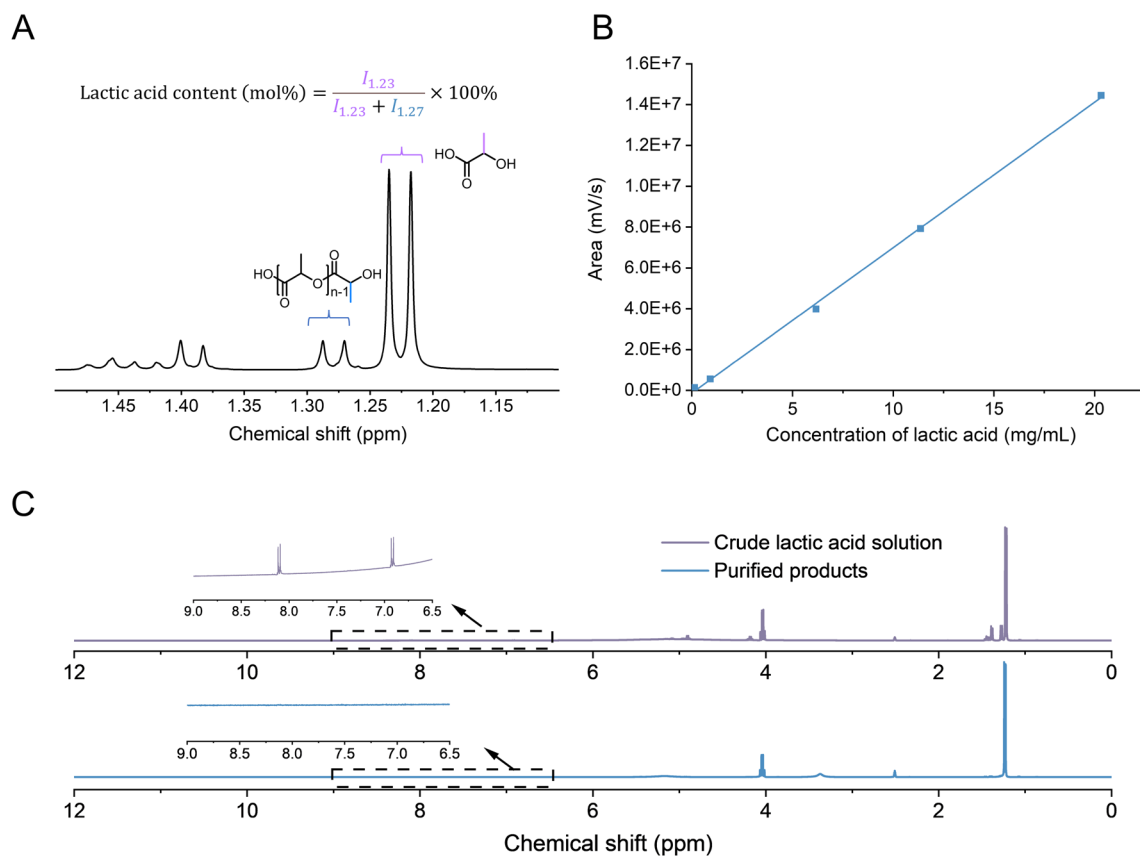 A
Lactic acid content (mol%) = I1.23 / (I1.23 + I1.27) × 100%
HO
O
OH
HO
O
O
O
OH
n-1
1.45 1.40 1.35 1.30 1.25 1.20 1.15
Chemical shift (ppm)
B
1.6E+7
1.4E+7
1.2E+7
1.0E+7
8.0E+6
6.0E+6
4.0E+6
2.0E+6
0.0E+0
Area (mV/s)
0 5 10 15 20
Concentration of lactic acid (mg/mL)
C
Crude lactic acid solution
Purified products
9.0 8.5 8.0 7.5 7.0 6.5
12 10 8 6 4 2 0
9.0 8.5 8.0 7.5 7.0 6.5
12 10 8 6 4 2 0
Chemical shift (ppm)